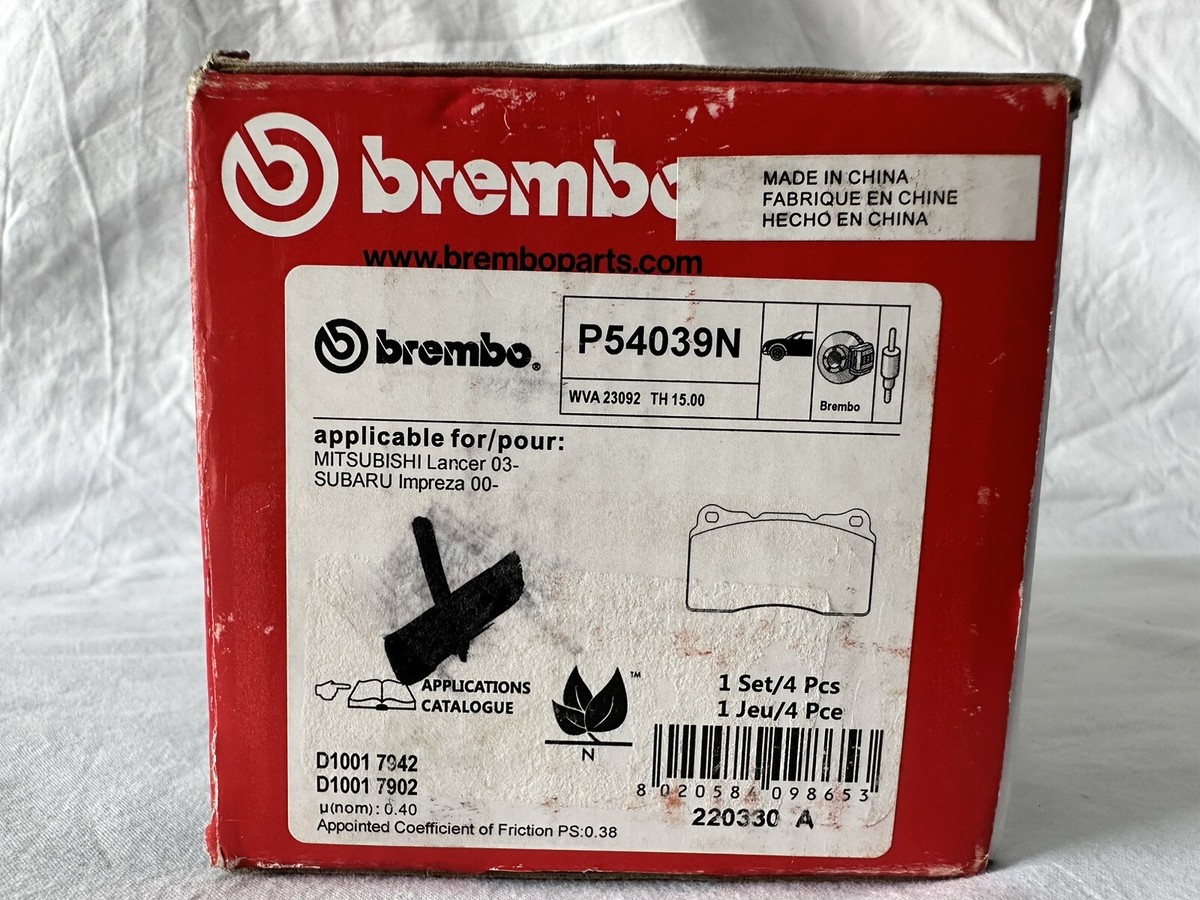 brembo
MADE IN CHINA
FABRIQUE EN CHINE
HECHO EN CHINA
www.bremboparts.com
brembo®
P54039N
WVA 23092 TH 15.00
Brembo
applicable for/pour:
MITSUBISHI Lancer 03-
SUBARU Impreza 00-
APPLICATIONS
CATALOGUE
™
N
1 Set/4 Pcs
1 Jeu/4 Pce
D1001 7942
D1001 7902
µ(nom): 0.40
Appointed Coefficient of Friction PS:0.38
8 020584 098653
220330 A